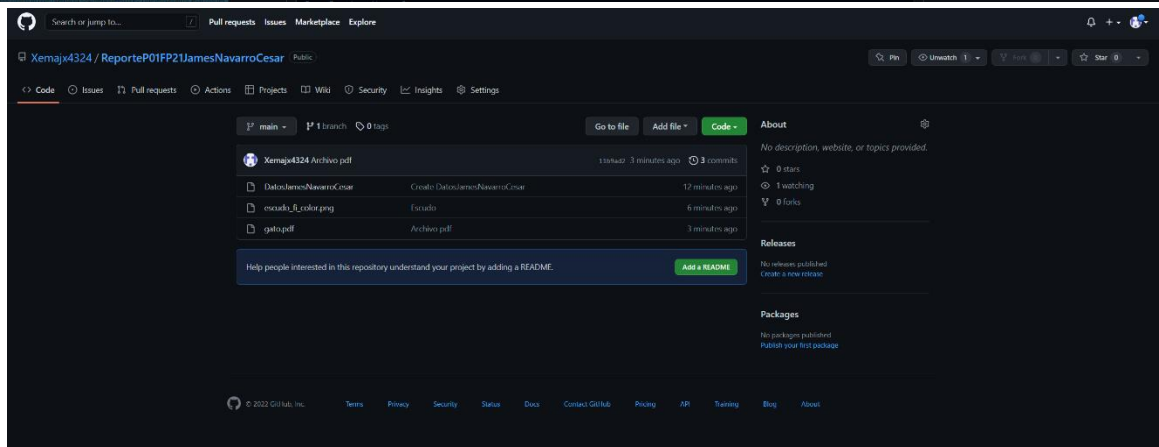 Search or jump to... / Pull requests Issues Marketplace Explore
Xemajx4324 / ReporteP01FP21JamesNavarroCesar Public
Pin Unwatch 1 Fork 0 Star 0
Code Issues Pull requests Actions Projects Wiki Security Insights Settings
main 1 branch 0 tags Go to file Add file Code
Xemajx4324 Archivo pdf 3 minutes ago 3 commits
DatosJamesNavarroCesar Create DatosJamesNavarroCesar 12 minutes ago
escudo_fi_color.png Escudo 6 minutes ago
gato.pdf Archivo pdf 3 minutes ago
Help people interested in this repository understand your project by adding a README. Add a README
About
No description, website, or topics provided.
0 stars
1 watching
0 forks
Releases
No releases published
Create a new release
Packages
No packages published
Publish your first package
© 2022 GitHub, Inc. Terms Privacy Security Status Docs Contact GitHub Pricing API Training Blog About